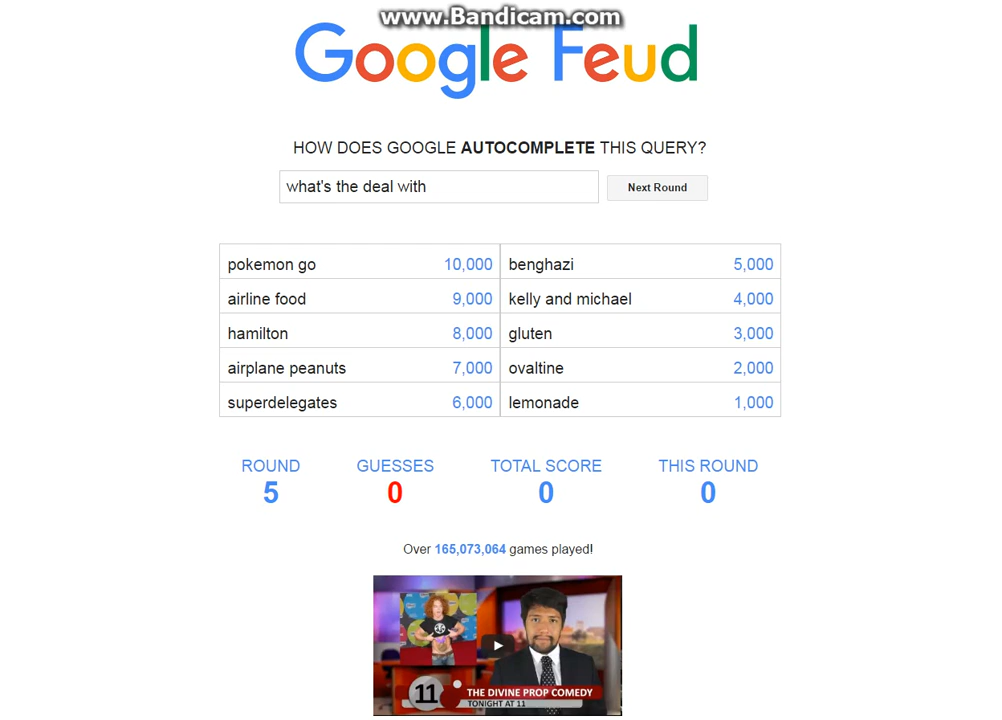 www.Bandicam.com
Google Feud
HOW DOES GOOGLE AUTOCOMPLETE THIS QUERY?
what's the deal with
Next Round
pokemon go 10,000 benghazi 5,000
airline food 9,000 kelly and michael 4,000
hamilton 8,000 gluten 3,000
airplane peanuts 7,000 ovaltine 2,000
superdelegates 6,000 lemonade 1,000
ROUND GUESSES TOTAL SCORE THIS ROUND
5 0 0 0
Over 165,073,064 games played!
11 THE DIVINE PROP COMEDY
TONIGHT AT 11